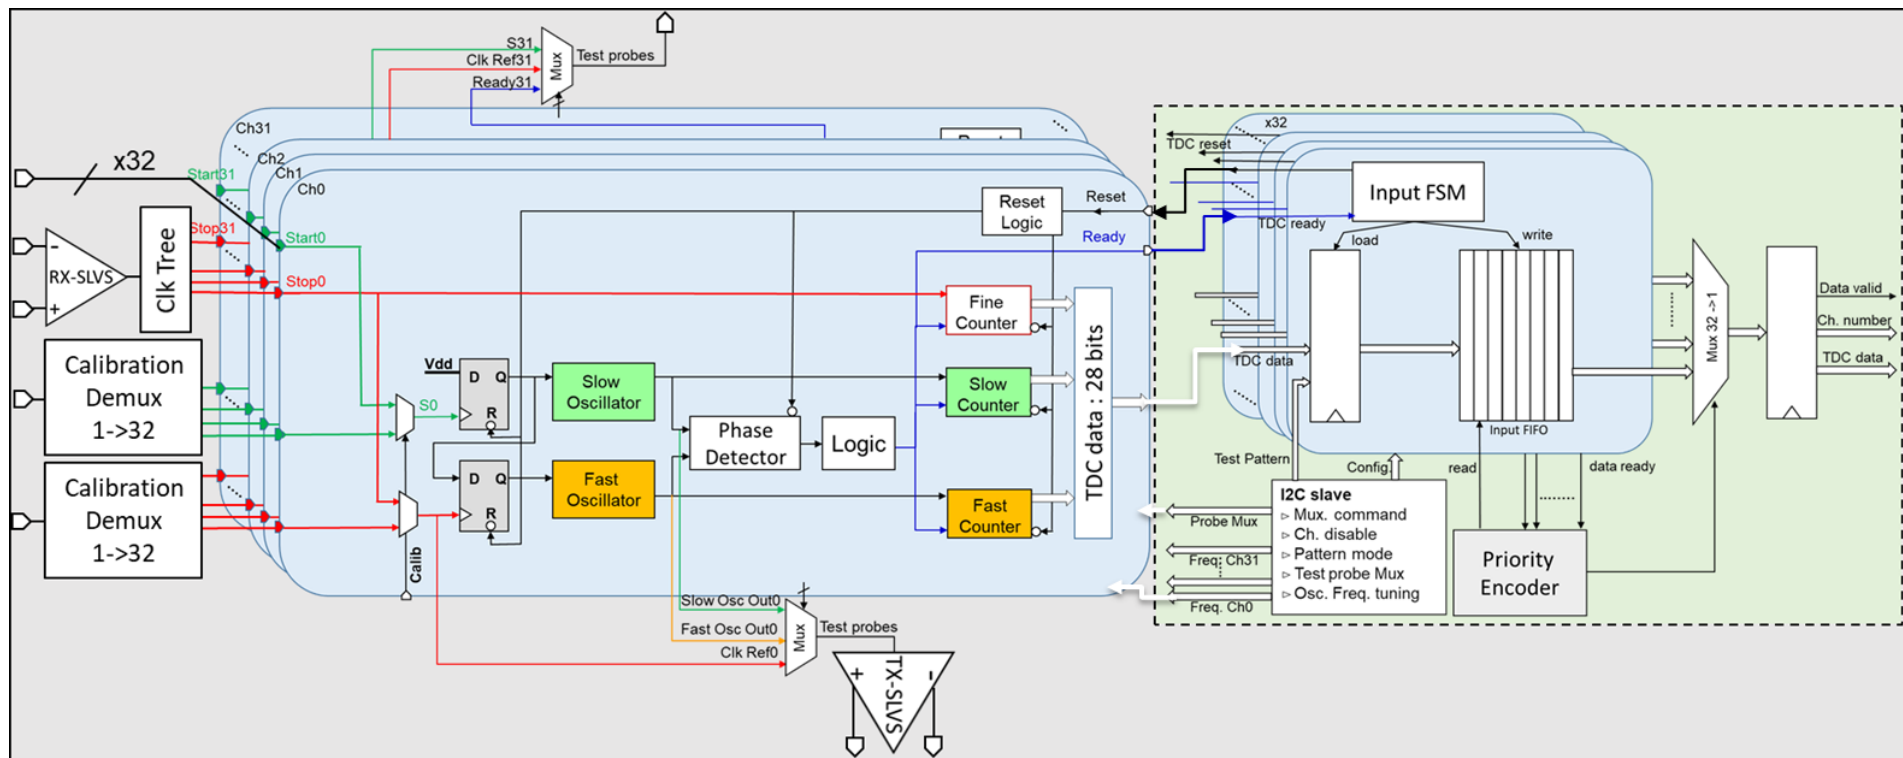 S31
Clk Ref31
Ready31
Mux
Test probes
Ch31
Ch2
Ch1
Ch0
x32
Start31
Stop31
Start0
Stop0
-
RX-SLVS
+
Clk Tree
Calibration
Demux
1->32
Calibration
Demux
1->32
Vdd
D Q
R
S0
D Q
R
Calib
Slow
Oscillator
Fast
Oscillator
Phase
Detector
Logic
Reset
Logic
Reset
Ready
Fine
Counter
Slow
Counter
Fast
Counter
TDC data : 28 bits
Slow Osc Out0
Fast Osc Out0
Clk Ref0
Mux
Test probes
+ TX-SLVS -
x32
TDC reset
TDC ready
TDC data
Input FSM
load
write
Input FIFO
Test Pattern
Config.
read
data ready
I2C slave
▹ Mux. command
▹ Ch. disable
▹ Pattern mode
▹ Test probe Mux
▹ Osc. Freq. tuning
Probe Mux
Freq. Ch31
Freq. Ch0
Priority
Encoder
Mux 32 ->1
Data valid
Ch. number
TDC data